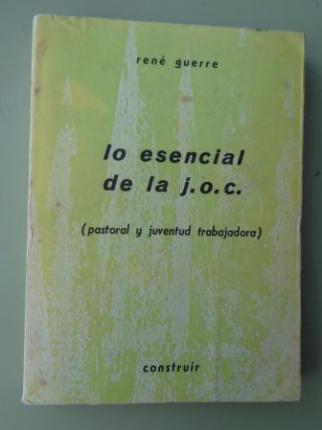 rené guerre
lo esencial
de la j.o.c.
(pastoral y juventud trabajadora)
construir